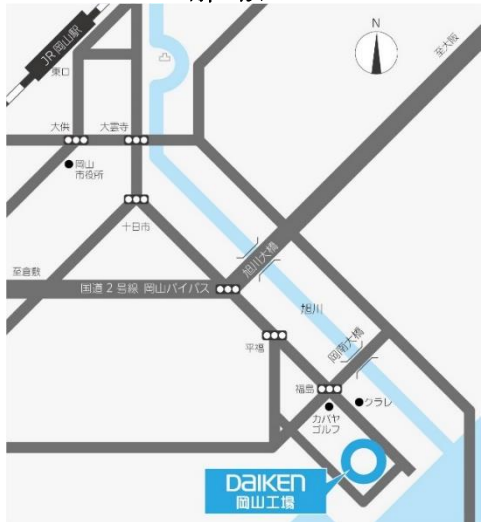 N
JR 岡山駅
東口
至大阪
大供
大雲寺
岡山
市役所
十日市
至倉敷
国道２号線 岡山バイパス
旭川大橋
旭川
平福
岡南大橋
福島
クラレ
カバヤ
ゴルフ
DAIKEN
岡山工場